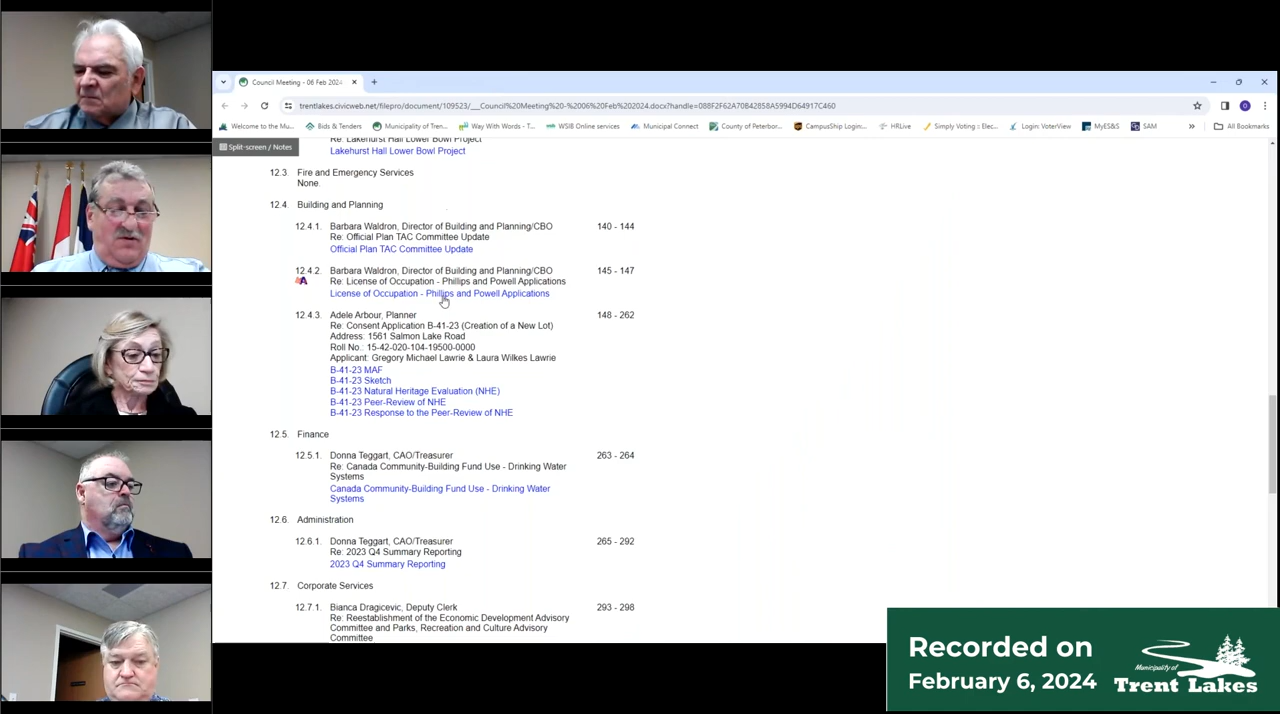 Council Meeting - 06 Feb 2024
trentlakes.civicweb.net/filepro/document/109523/___Council%20Meeting%20-%2006%20Feb%202024.docx?handle=088F2F62A70B42858A5994D64917C460
Welcome to the Mu... Bids & Tenders Municipality of Tren... Way With Words - T... WSIB Online services Municipal Connect County of Peterbor... CampusShip Login:... HRLive Simply Voting :: Elec... Login: VoterView MyES&S SAM » All Bookmarks
Split-screen / Notes
Re: Lakehurst Hall Lower Bowl Project
Lakehurst Hall Lower Bowl Project
12.3. Fire and Emergency Services
None.
12.4. Building and Planning
12.4.1. Barbara Waldron, Director of Building and Planning/CBO 140 - 144
Re: Official Plan TAC Committee Update
Official Plan TAC Committee Update
12.4.2. Barbara Waldron, Director of Building and Planning/CBO 145 - 147
Re: License of Occupation - Phillips and Powell Applications
License of Occupation - Phillips and Powell Applications
12.4.3. Adele Arbour, Planner 148 - 262
Re: Consent Application B-41-23 (Creation of a New Lot)
Address: 1561 Salmon Lake Road
Roll No.: 15-42-020-104-19500-0000
Applicant: Gregory Michael Lawrie & Laura Wilkes Lawrie
B-41-23 MAF
B-41-23 Sketch
B-41-23 Natural Heritage Evaluation (NHE)
B-41-23 Peer-Review of NHE
B-41-23 Response to the Peer-Review of NHE
12.5. Finance
12.5.1. Donna Teggart, CAO/Treasurer 263 - 264
Re: Canada Community-Building Fund Use - Drinking Water
Systems
Canada Community-Building Fund Use - Drinking Water
Systems
12.6. Administration
12.6.1. Donna Teggart, CAO/Treasurer 265 - 292
Re: 2023 Q4 Summary Reporting
2023 Q4 Summary Reporting
12.7. Corporate Services
12.7.1. Bianca Dragicevic, Deputy Clerk 293 - 298
Re: Reestablishment of the Economic Development Advisory
Committee and Parks, Recreation and Culture Advisory
Committee
Recorded on
February 6, 2024
Municipality of
Trent Lakes